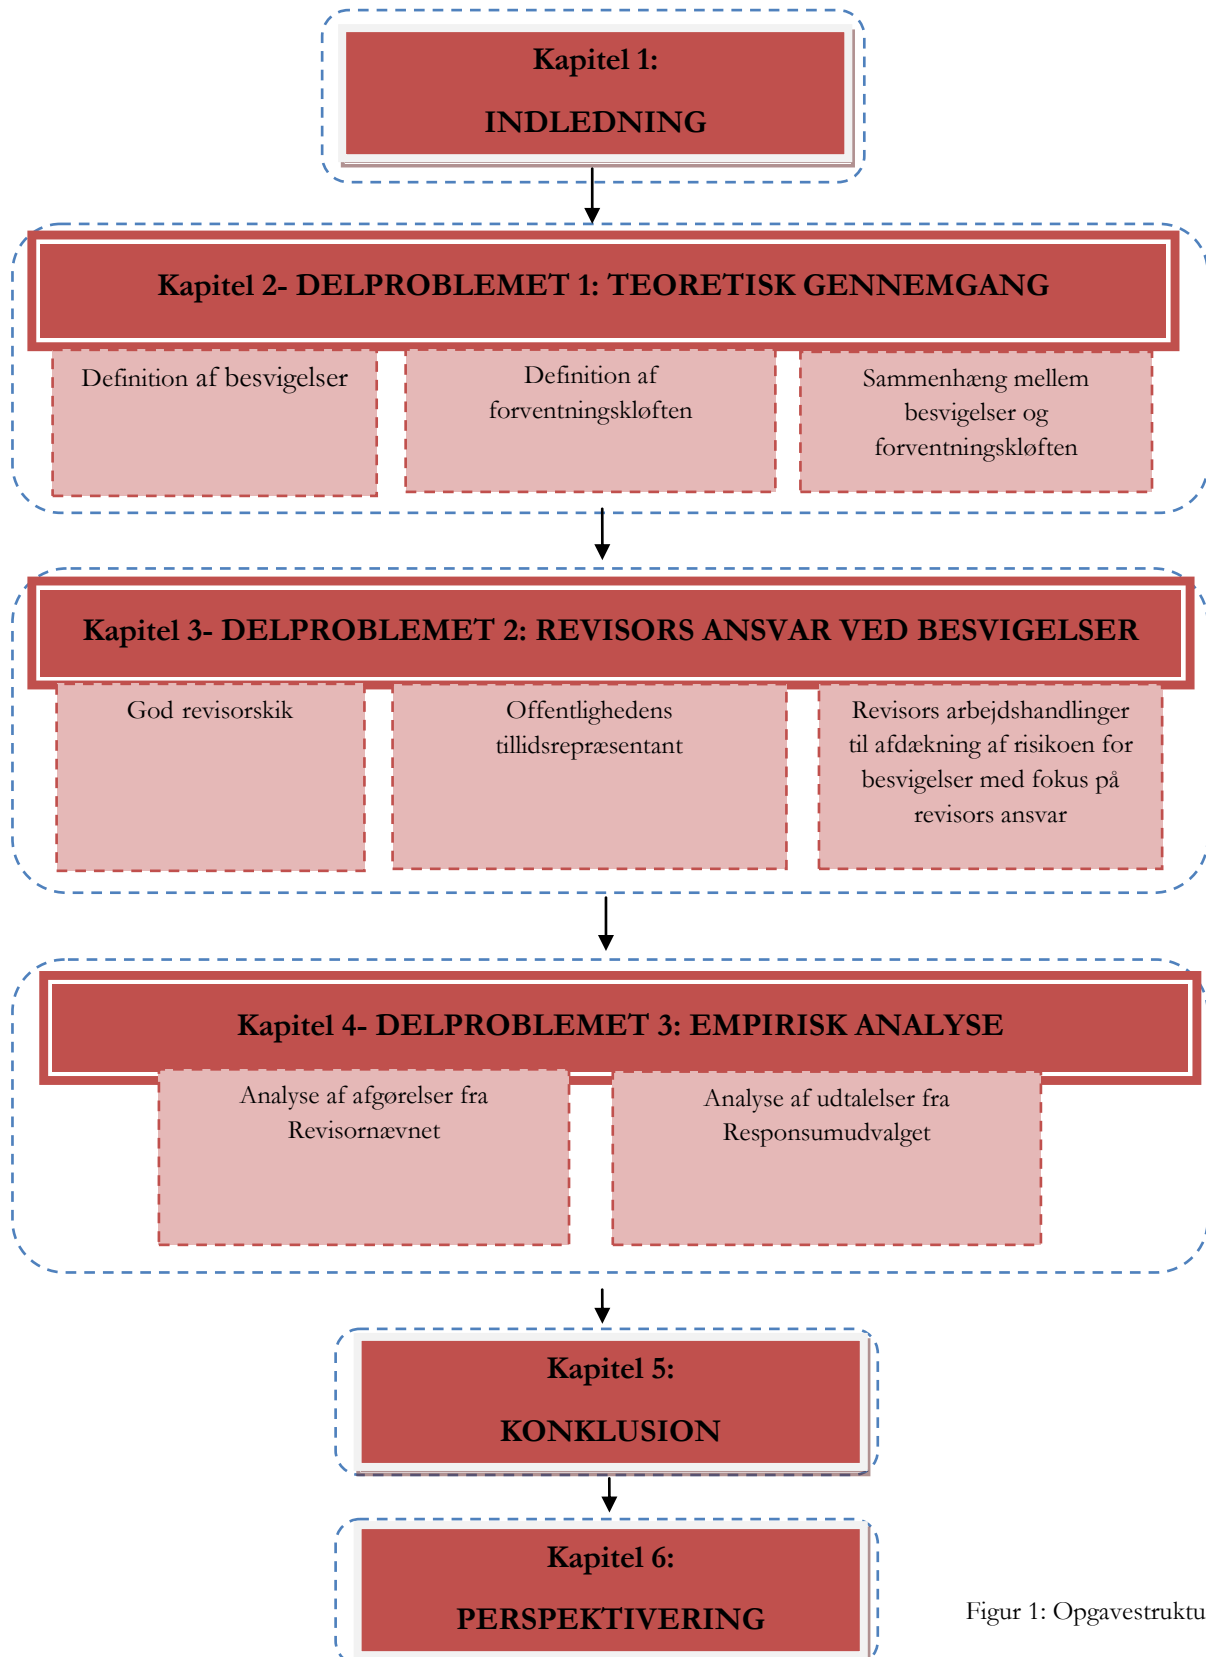 Kapitel 1:
INDLEDNING
Kapitel 2- DELPROBLEMET 1: TEORETISK GENNEMGANG
Definition af besvigelser
Definition af
forventningskløften
Sammenhæng mellem
besvigelser og
forventningskløften
Kapitel 3- DELPROBLEMET 2: REVISORS ANSVAR VED BESVIGELSER
God revisorskik
Offentlighedens
tillidsrepræsentant
Revisors arbejdshandlinger
til afdækning af risikoen for
besvigelser med fokus på
revisors ansvar
Kapitel 4- DELPROBLEMET 3: EMPIRISK ANALYSE
Analyse af afgørelser fra
Revisornævnet
Analyse af udtalelser fra
Responsumudvalget
Kapitel 5:
KONKLUSION
Kapitel 6:
PERSPEKTIVERING
Figur 1: Opgavestruktu